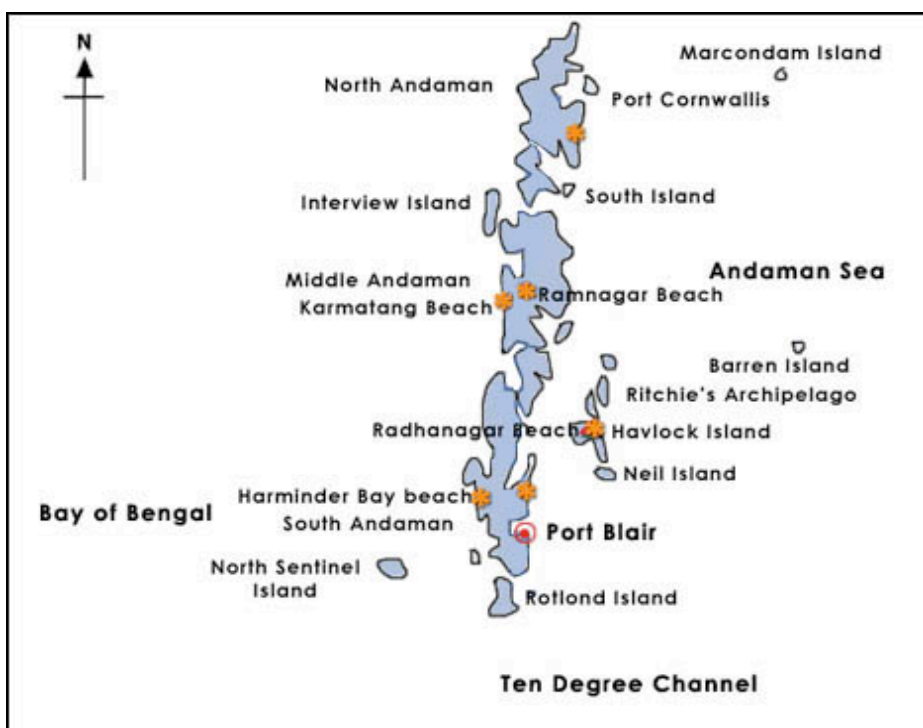 N
Marcondam Island
North Andaman
Port Cornwallis
Interview Island
South Island
Andaman Sea
Middle Andaman
Karmatang Beach
Ramnagar Beach
Barren Island
Ritchie's Archipelago
Radhanagar Beach
Havlock Island
Neil Island
Harminder Bay beach
South Andaman
Bay of Bengal
Port Blair
North Sentinel
Island
Rotlond Island
Ten Degree Channel